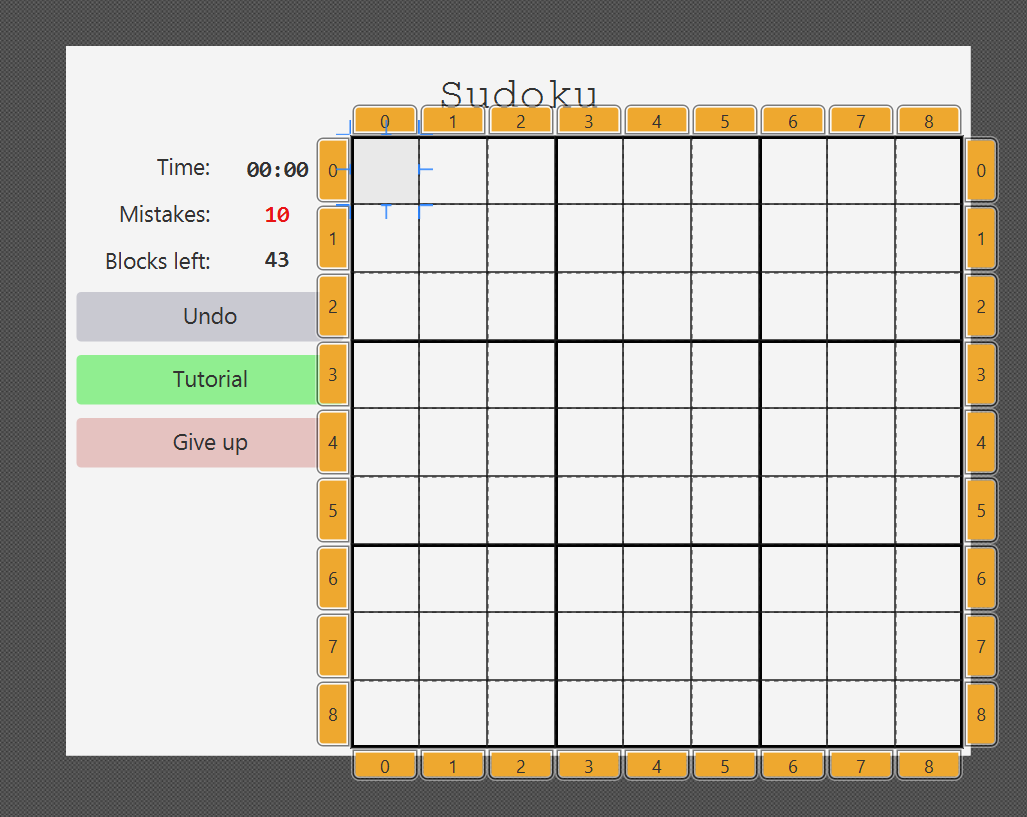 Sudoku
0 1 2 3 4 5 6 7 8
Time: 00:00 0 0
Mistakes: 10 1 1
Blocks left: 43
2 2
Undo
3 3
Tutorial
4 4
Give up
5 5
6 6
7 7
8 8
0 1 2 3 4 5 6 7 8